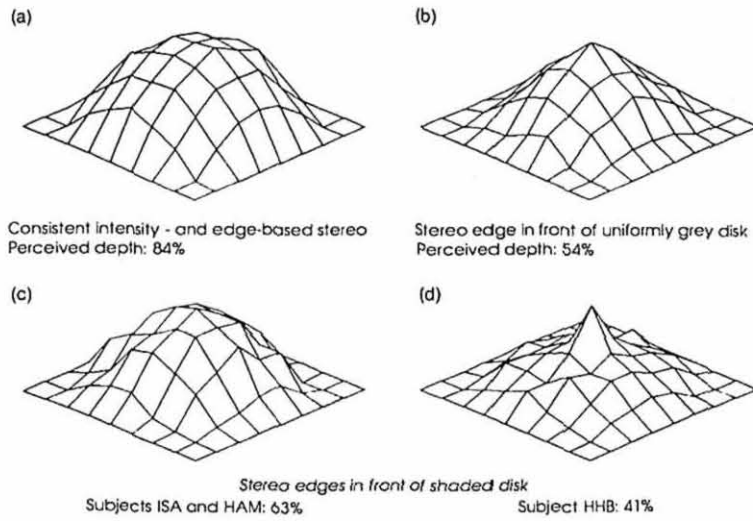 (a)
(b)
Consistent intensity - and edge-based stereo
Perceived depth: 84%
Stereo edge in front of uniformly grey disk
Perceived depth: 54%
(c)
(d)
Stereo edges in front of shaded disk
Subjects ISA and HAM: 63%
Subject HHB: 41%